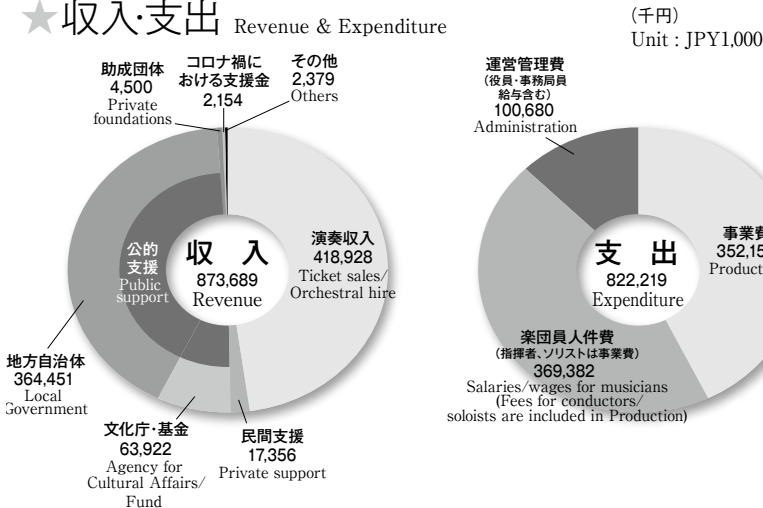 ★収入・支出 Revenue & Expenditure
(千円)
Unit : JPY1,000
助成団体
4,500
Private
foundations
コロナ禍に
おける支援金
2,154
その他
2,379
Others
公的
支援
Public
support
収 入
873,689
Revenue
演奏収入
418,928
Ticket sales/
Orchestral hire
地方自治体
364,451
Local
Government
文化庁・基金
63,922
Agency for
Cultural Affairs/
Fund
民間支援
17,356
Private support
運営管理費
(役員・事務局員
給与含む)
100,680
Administration
支 出
822,219
Expenditure
事業
352,15
Product
楽団員人件費
(指揮者、ソリストは事業費)
369,382
Salaries/wages for musicians
(Fees for conductors/
soloists are included in Production)